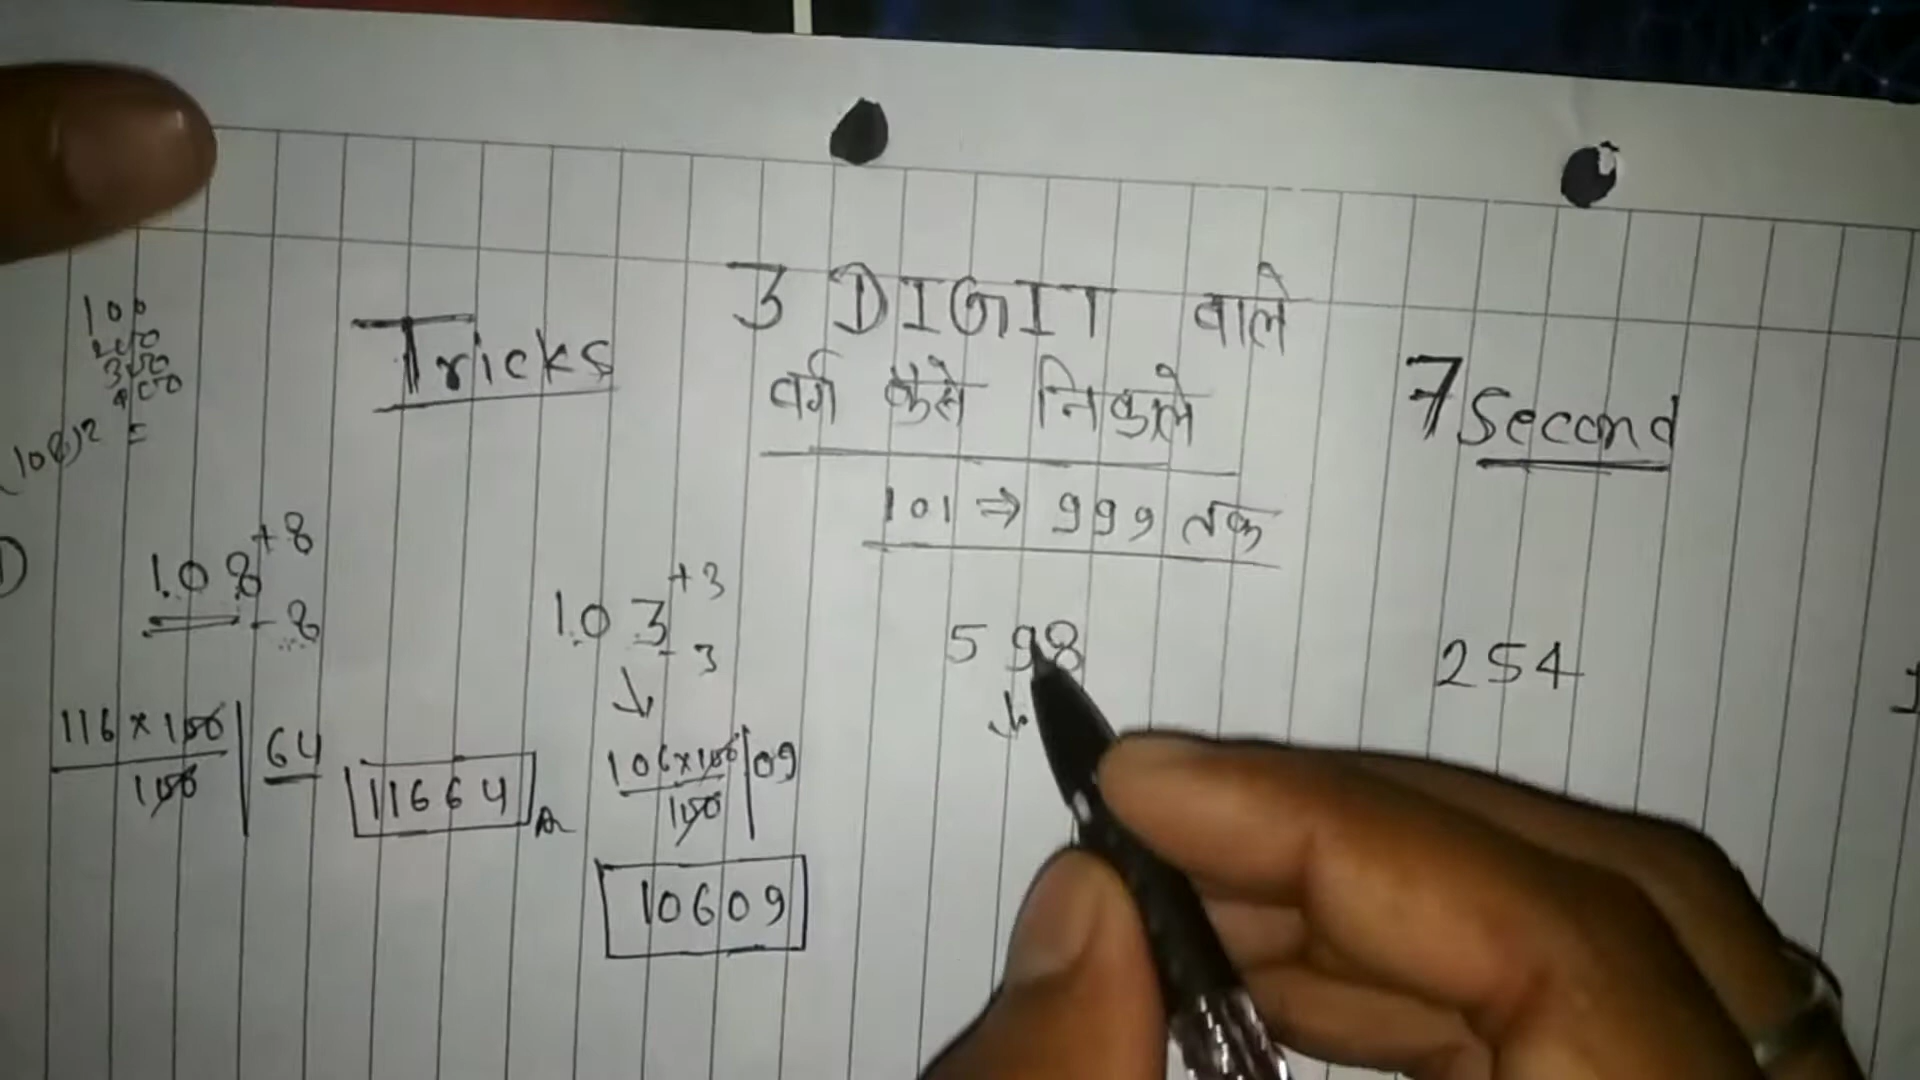 3 DIGIT वाले
वर्ग कैसे निकाले
101 ⇒ 999 तक
Tricks
7 Second
100
200
300
400
(108)² =
108 +8
-8
116 × 100 | 64
100
11664
103 +3
-3
↓
106×100 | 09
100
10609
598
↓
254